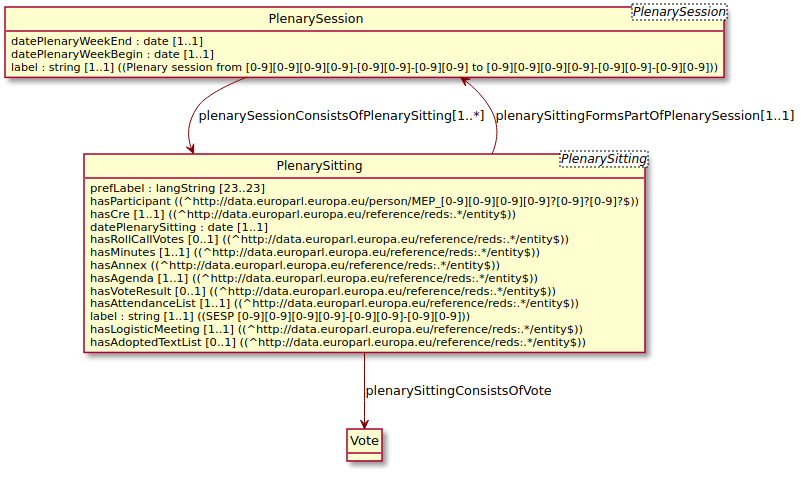 PlenarySession
PlenarySession
datePlenaryWeekEnd : date [1..1]
datePlenaryWeekBegin : date [1..1]
label : string [1..1] ((Plenary session from [0-9][0-9][0-9][0-9]-[0-9][0-9]-[0-9][0-9] to [0-9][0-9][0-9][0-9]-[0-9][0-9]-[0-9][0-9]))
plenarySessionConsistsOfPlenarySitting[1..*]
plenarySittingFormsPartOfPlenarySession[1..1]
PlenarySitting
PlenarySitting
prefLabel : langString [23..23]
hasParticipant ((^http://data.europarl.europa.eu/person/MEP_[0-9][0-9][0-9][0-9]?[0-9]?[0-9]?$))
hasCre [1..1] ((^http://data.europarl.europa.eu/reference/reds:.*/entity$))
datePlenarySitting : date [1..1]
hasRollCallVotes [0..1] ((^http://data.europarl.europa.eu/reference/reds:.*/entity$))
hasMinutes [1..1] ((^http://data.europarl.europa.eu/reference/reds:.*/entity$))
hasAnnex ((^http://data.europarl.europa.eu/reference/reds:.*/entity$))
hasAgenda [1..1] ((^http://data.europarl.europa.eu/reference/reds:.*/entity$))
hasVoteResult [0..1] ((^http://data.europarl.europa.eu/reference/reds:.*/entity$))
hasAttendanceList [1..1] ((^http://data.europarl.europa.eu/reference/reds:.*/entity$))
label : string [1..1] ((SESP [0-9][0-9][0-9][0-9]-[0-9][0-9]-[0-9][0-9]))
hasLogisticMeeting [1..1] ((^http://data.europarl.europa.eu/reference/reds:.*/entity$))
hasAdoptedTextList [0..1] ((^http://data.europarl.europa.eu/reference/reds:.*/entity$))
plenarySittingConsistsOfVote
Vote